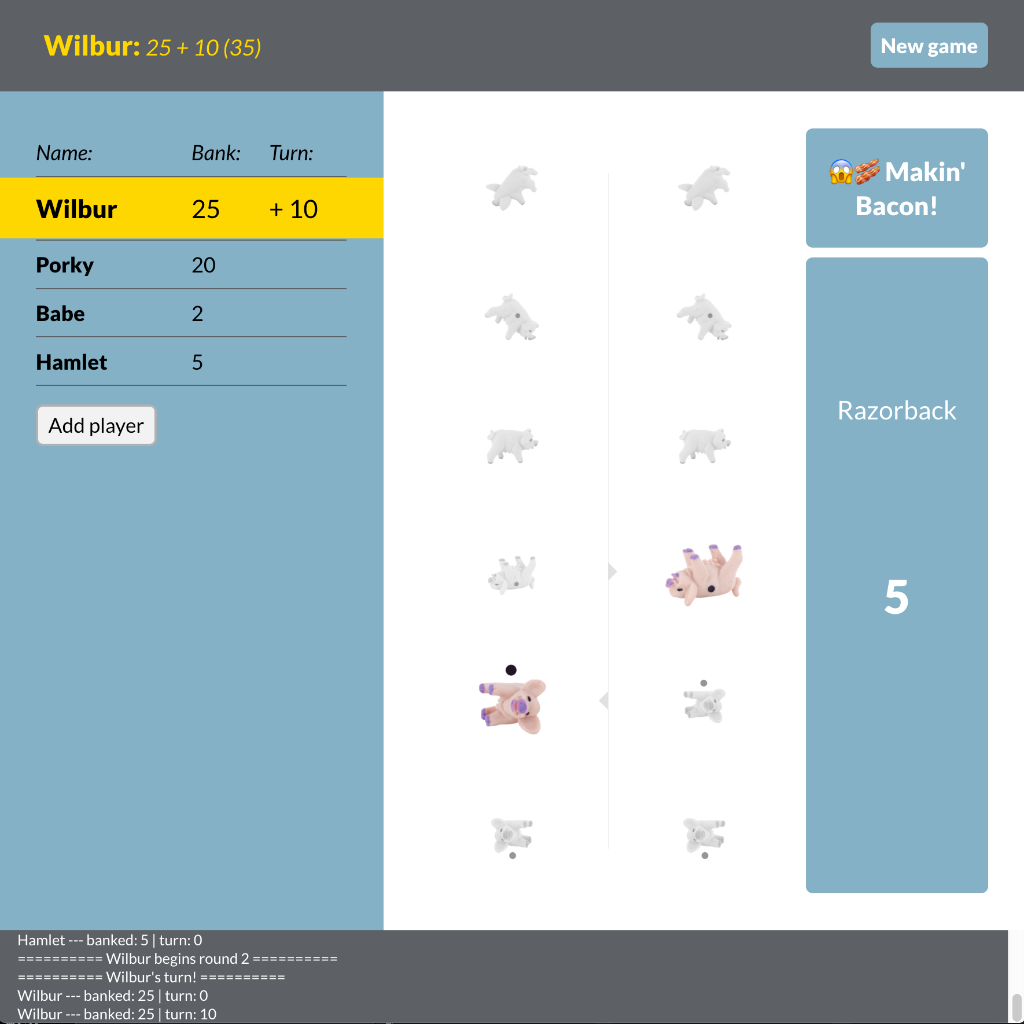 Wilbur: 25 + 10 (35)
New game
Name: Bank: Turn:
Wilbur 25 + 10
Porky 20
Babe 2
Hamlet 5
Add player
😱🥓 Makin'
Bacon!
Razorback
5
Hamlet --- banked: 5 | turn: 0
========== Wilbur begins round 2 ==========
========== Wilbur's turn! ==========
Wilbur --- banked: 25 | turn: 0
Wilbur --- banked: 25 | turn: 10